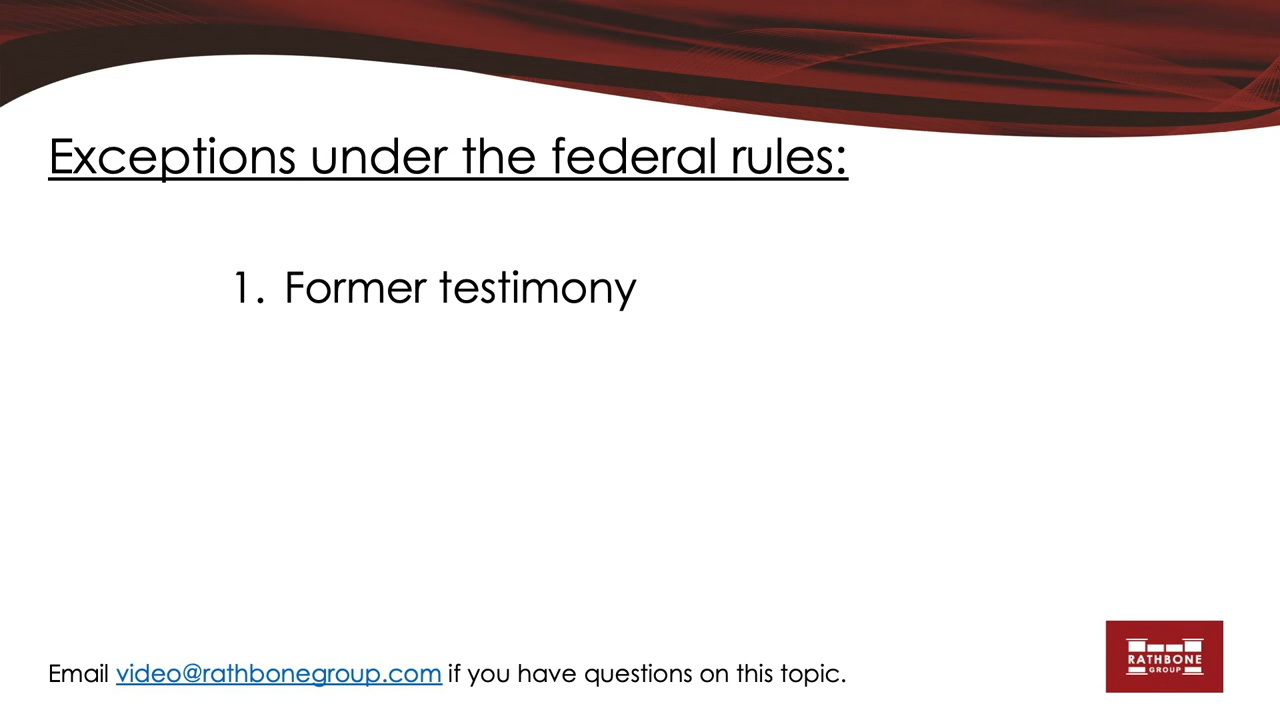 Exceptions under the federal rules:
1. Former testimony
Email video@rathbonegroup.com if you have questions on this topic.
RATHBONE
GROUP